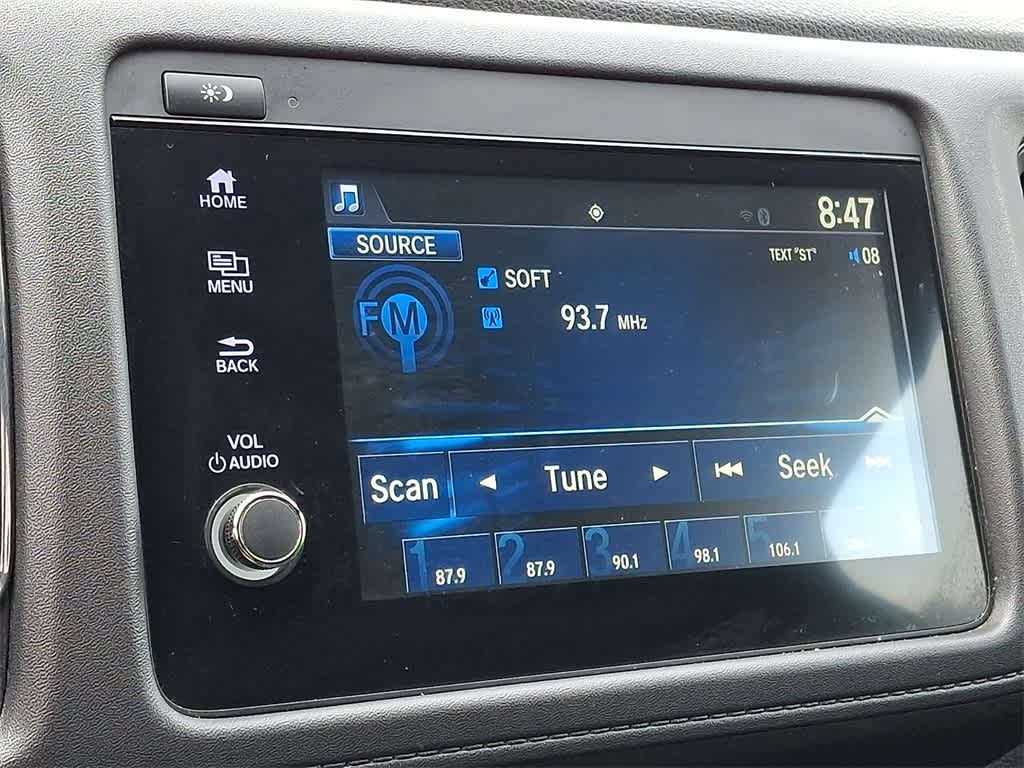 HOME
MENU
BACK
VOL
AUDIO
8:47
SOURCE
TEXT "ST" 08
FM
SOFT
93.7 MHz
Scan Tune Seek
1 87.9 2 87.9 3 90.1 4 98.1 5 106.1